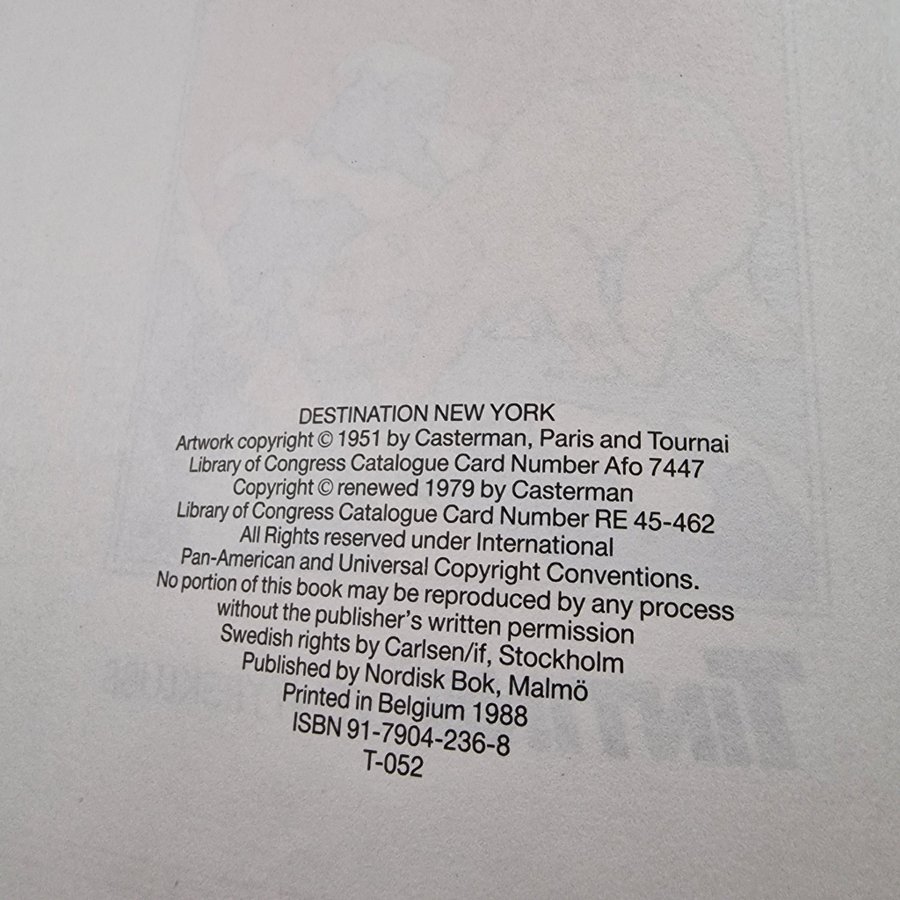 DESTINATION NEW YORK
Artwork copyright © 1951 by Casterman, Paris and Tournai
Library of Congress Catalogue Card Number Afo 7447
Copyright © renewed 1979 by Casterman
Library of Congress Catalogue Card Number RE 45-462
All Rights reserved under International
Pan-American and Universal Copyright Conventions.
No portion of this book may be reproduced by any process
without the publisher's written permission
Swedish rights by Carlsen/if, Stockholm
Published by Nordisk Bok, Malmö
Printed in Belgium 1988
ISBN 91-7904-236-8
T-052